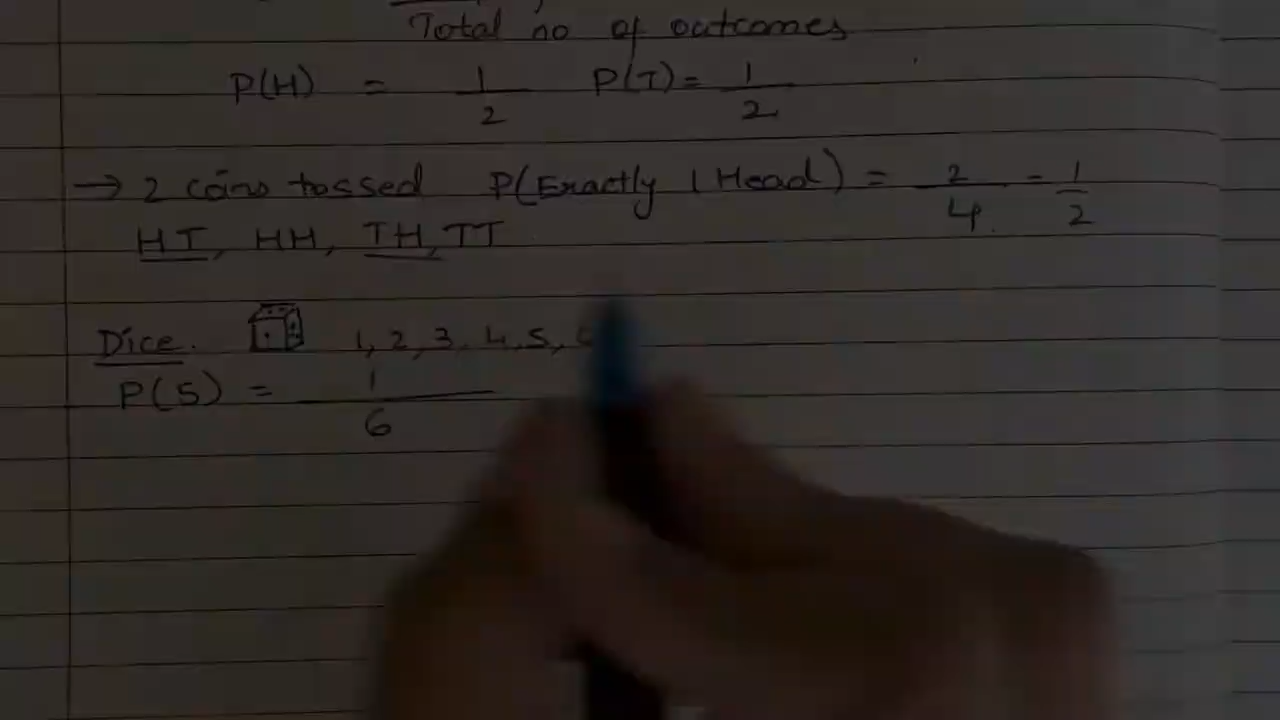 Total no of outcomes
P(H) = 1/2 P(T) = 1/2
→ 2 coins tossed P(Exactly 1 Head) = 2/4 = 1/2
HT, HH, TH, TT
Dice. 1, 2, 3, 4, 5,
P(5) = 1/6